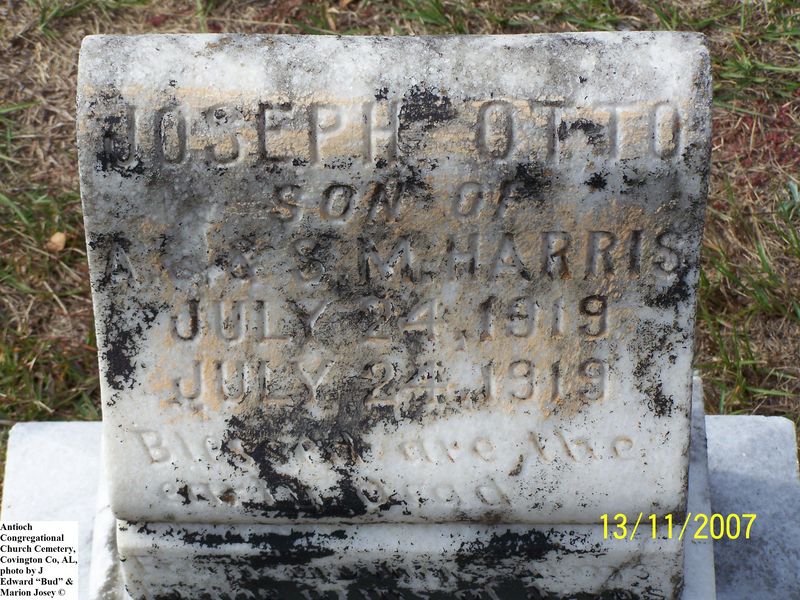 JOSEPH OTTO
SON OF
A. & S. M. HARRIS
JULY 24, 1919
JULY 24, 1919
Blessed are the
Dead
13/11/2007
Antioch
Congregational
Church Cemetery,
Covington Co, AL,
photo by J
Edward “Bud” &
Marion Josey ©